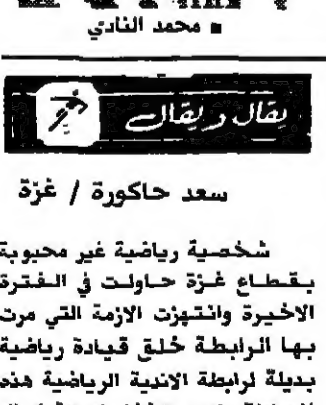 ■ محمد النادي
يقال ويقال
سعد حاكورة / غزة
شخصية رياضية غير محبوبة
بقطاع غزة حاولت في الفترة
الاخيرة وانتهزت الازمة التي مرت
بها الرابطة خلق قيادة رياضية
بديلة لرابطة الاندية الرياضية هذه